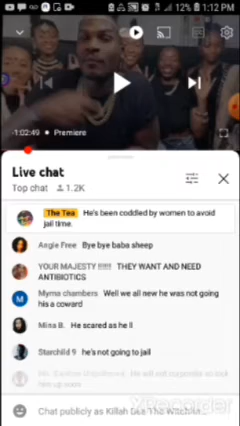 12% 1:12 PM
-1:02:49 • Premiere
Live chat
Top chat 1.2K
The Tea He's been coddled by women to avoid
jail time.
Angie Free Bye bye baba sheep
YOUR MAJESTY !!!!!! THEY WANT AND NEED
ANTIBIOTICS
M Myrna chambers Well we all new he was not going
his a coward
Mina B. He scared as he ll
Starchild 9 he's not going to jail
Chat publicly as Killah Dee The Witchin...
XRecorder